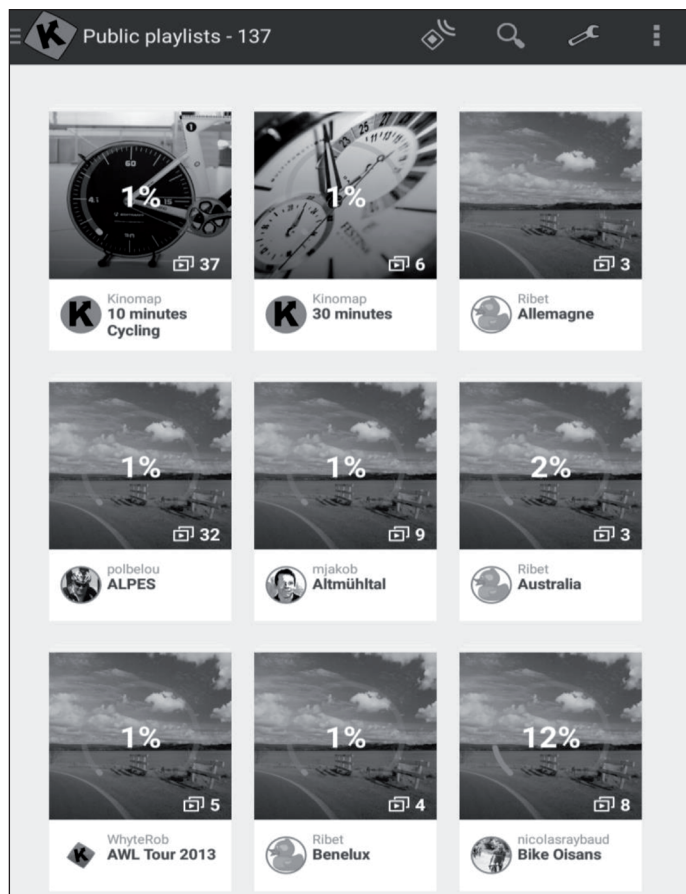 K Public playlists - 137
1%
37
Kinomap
10 minutes
Cycling
1%
6
Kinomap
30 minutes
3
Ribet
Allemagne
1%
32
polbelou
ALPES
1%
9
mjakob
Altmühltal
2%
3
Ribet
Australia
1%
5
WhyteRob
AWL Tour 2013
1%
4
Ribet
Benelux
12%
8
nicolasraybaud
Bike Oisans